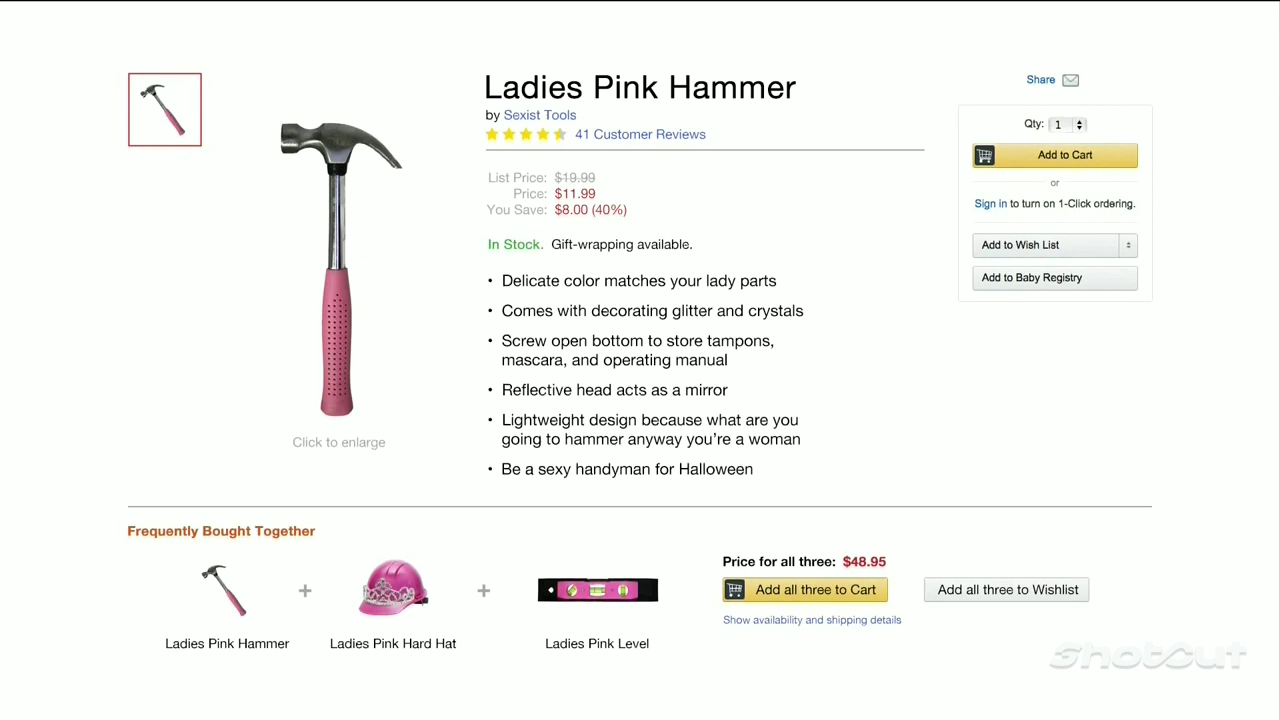 Ladies Pink Hammer
by Sexist Tools
41 Customer Reviews
List Price: $19.99
Price: $11.99
You Save: $8.00 (40%)
In Stock. Gift-wrapping available.
• Delicate color matches your lady parts
• Comes with decorating glitter and crystals
• Screw open bottom to store tampons,
mascara, and operating manual
• Reflective head acts as a mirror
• Lightweight design because what are you
going to hammer anyway you're a woman
• Be a sexy handyman for Halloween
Click to enlarge
Share
Qty: 1
Add to Cart
or
Sign in to turn on 1-Click ordering.
Add to Wish List
Add to Baby Registry
Frequently Bought Together
+
+
Ladies Pink Hammer
Ladies Pink Hard Hat
Ladies Pink Level
Price for all three: $48.95
Add all three to Cart
Add all three to Wishlist
Show availability and shipping details
ShotCut